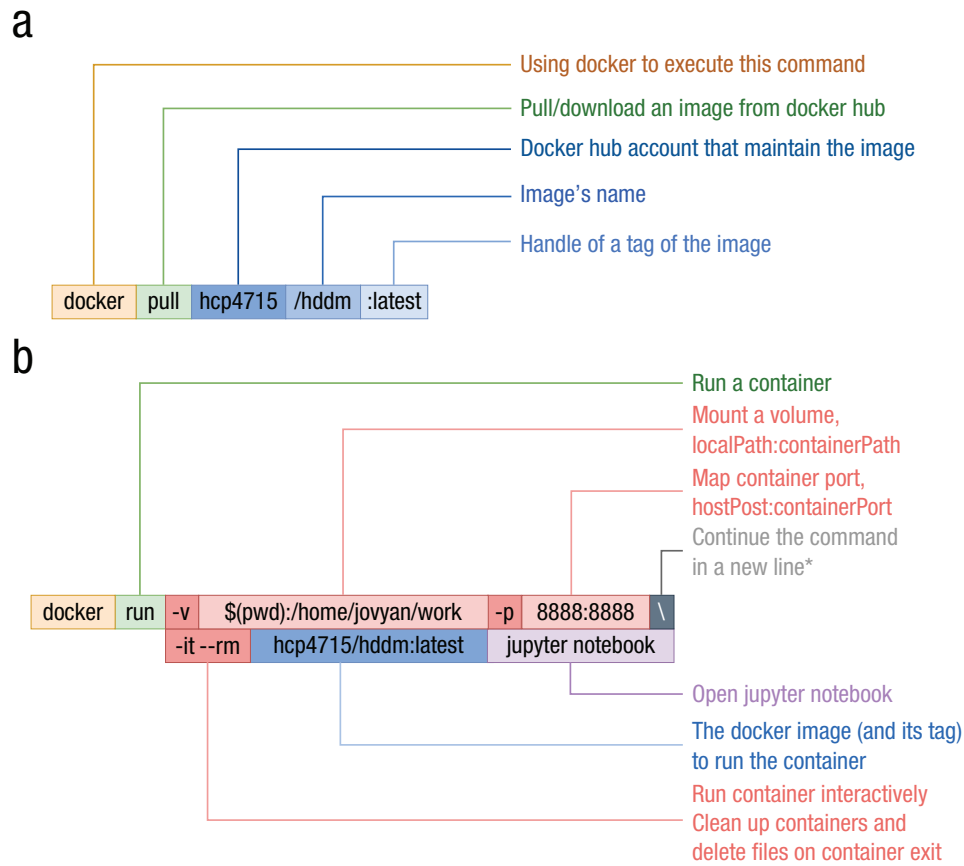 a
Using docker to execute this command
Pull/download an image from docker hub
Docker hub account that maintain the image
Image's name
Handle of a tag of the image
docker pull hcp4715 /hddm :latest
b
Run a container
Mount a volume,
localPath:containerPath
Map container port,
hostPost:containerPort
Continue the command
in a new line*
docker run -v $(pwd):/home/jovyan/work -p 8888:8888 \
-it --rm hcp4715/hddm:latest jupyter notebook
Open jupyter notebook
The docker image (and its tag)
to run the container
Run container interactively
Clean up containers and
delete files on container exit